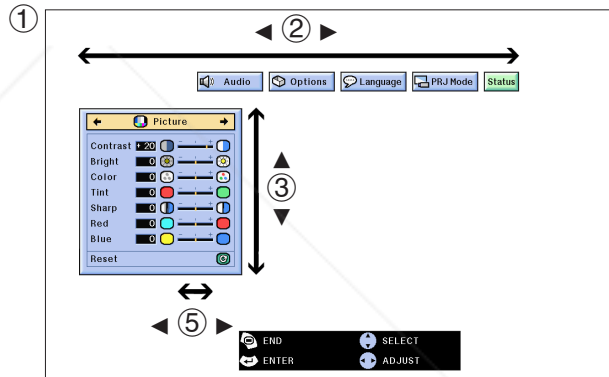 ①
◀ ② ▶
Audio Options Language PRJ Mode Status
Picture
Contrast + 20 - +
Bright 0 - +
Color 0 - +
Tint 0 - +
Sharp 0 - +
Red 0 - +
Blue 0 - +
Reset
▲
③
▼
◀ ⑤ ▶
END SELECT
ENTER ADJUST